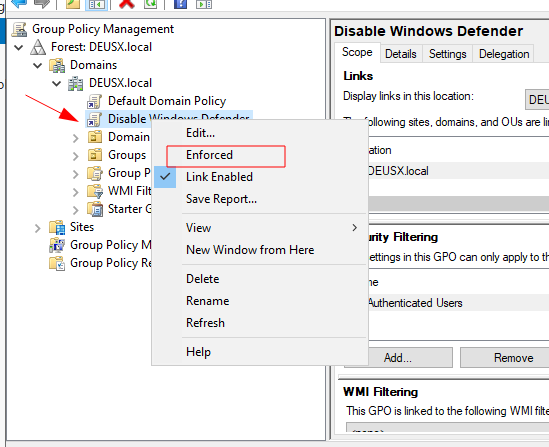 Group Policy Management
Forest: DEUSX.local
Domains
DEUSX.local
Default Domain Policy
Disable Windows Defender
Domain
Groups
Group P
WMI Filt
Starter G
Sites
Group Policy M
Group Policy Re
Edit...
Enforced
Link Enabled
Save Report...
View
New Window from Here
Delete
Rename
Refresh
Help
Disable Windows Defender
Scope Details Settings Delegation
Links
Display links in this location: DEU
The following sites, domains, and OUs are lin
ocation
DEUSX.local
urity Filtering
settings in this GPO can only apply to the
me
Authenticated Users
Add... Remove
WMI Filtering
This GPO is linked to the following WMI filte
<none>